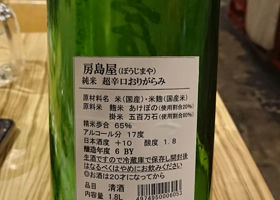 房島屋(ぼうじまや)
純米 超辛口おりがらみ
原材料名 米(国産)・米麹(国産米)
原料米 麹米 あけぼの(使用割合20%)
掛米 五百万石(使用割合80%)
精米歩合 65%
アルコール分 17度
日本酒度 +10 酸度 1.8
醸造年度 6 BY
生酒ですので冷蔵庫で保存し開封後
はなるべくはやめにお飲みください
お酒は20才になってから
品目 清酒
容量 1.8L
4974950006057